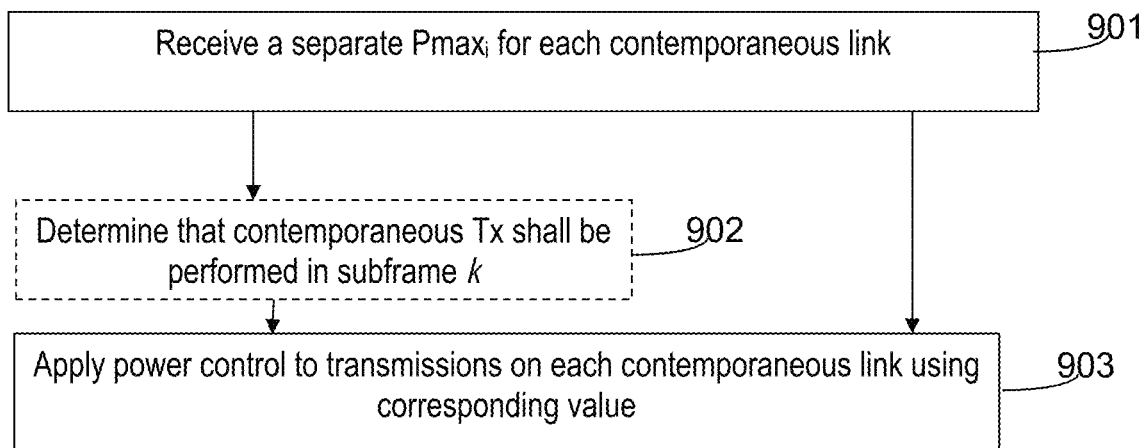 Receive a separate Pmaxⱼ for each contemporaneous link
901
Determine that contemporaneous Tx shall be
902
performed in subframe k
Apply power control to transmissions on each contemporaneous link using
903
corresponding value